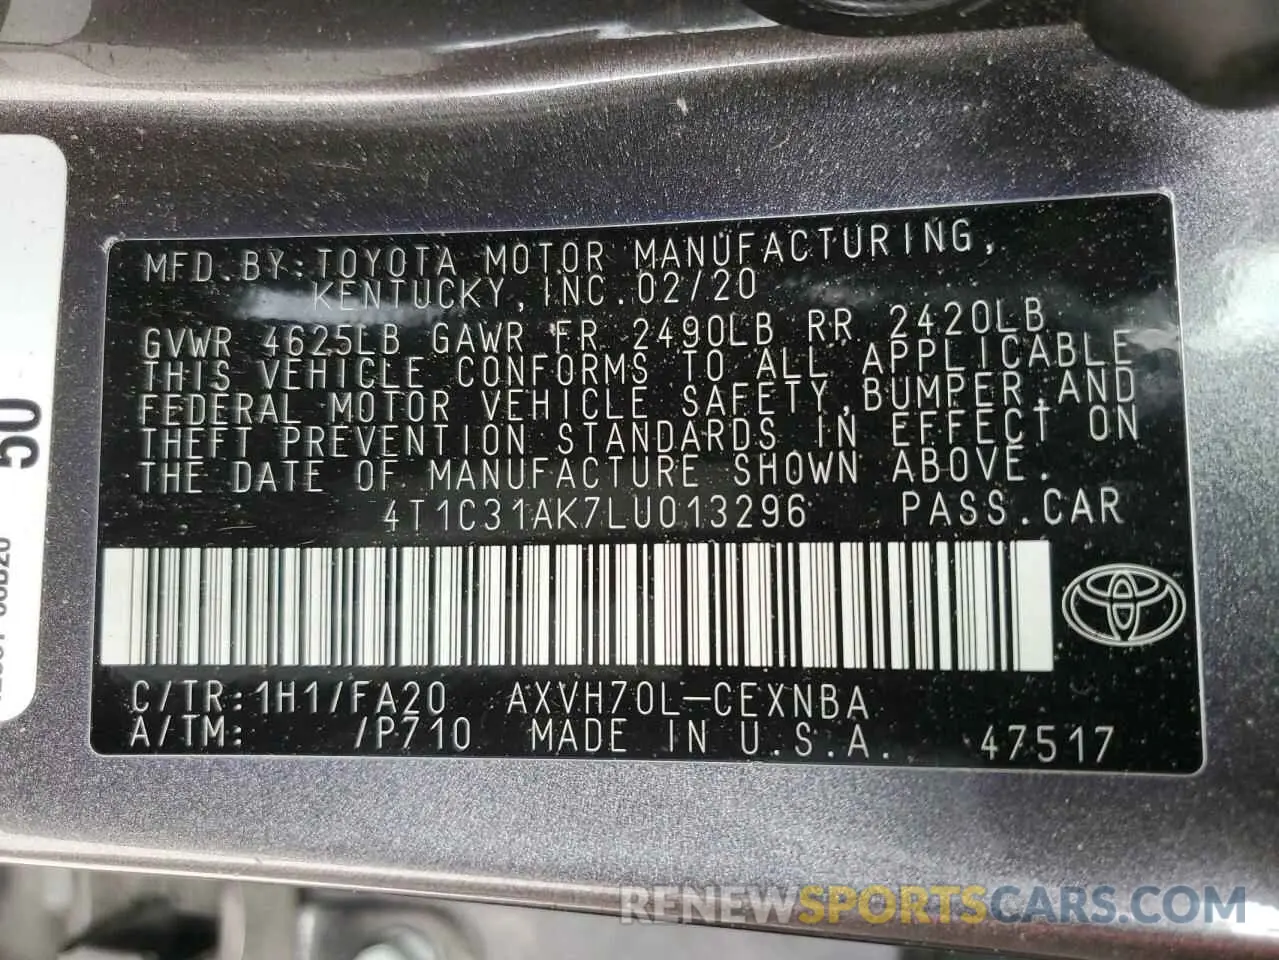 MFD.BY:TOYOTA MOTOR MANUFACTURING,
KENTUCKY, INC. 02/20
GVWR 4625LB GAWR FR 2490LB RR 2420LB
THIS VEHICLE CONFORMS TO ALL APPLICABLE
FEDERAL MOTOR VEHICLE SAFETY, BUMPER, AND
THEFT PREVENTION STANDARDS IN EFFECT ON
THE DATE OF MANUFACTURE SHOWN ABOVE.
4T1C31AK7LU013296 PASS.CAR
C/TR:1H1/FA20 AXVH70L-CEXNBA
A/TM: /P710 MADE IN U.S.A. 47517
50
RENEWSPORTSCARS.COM